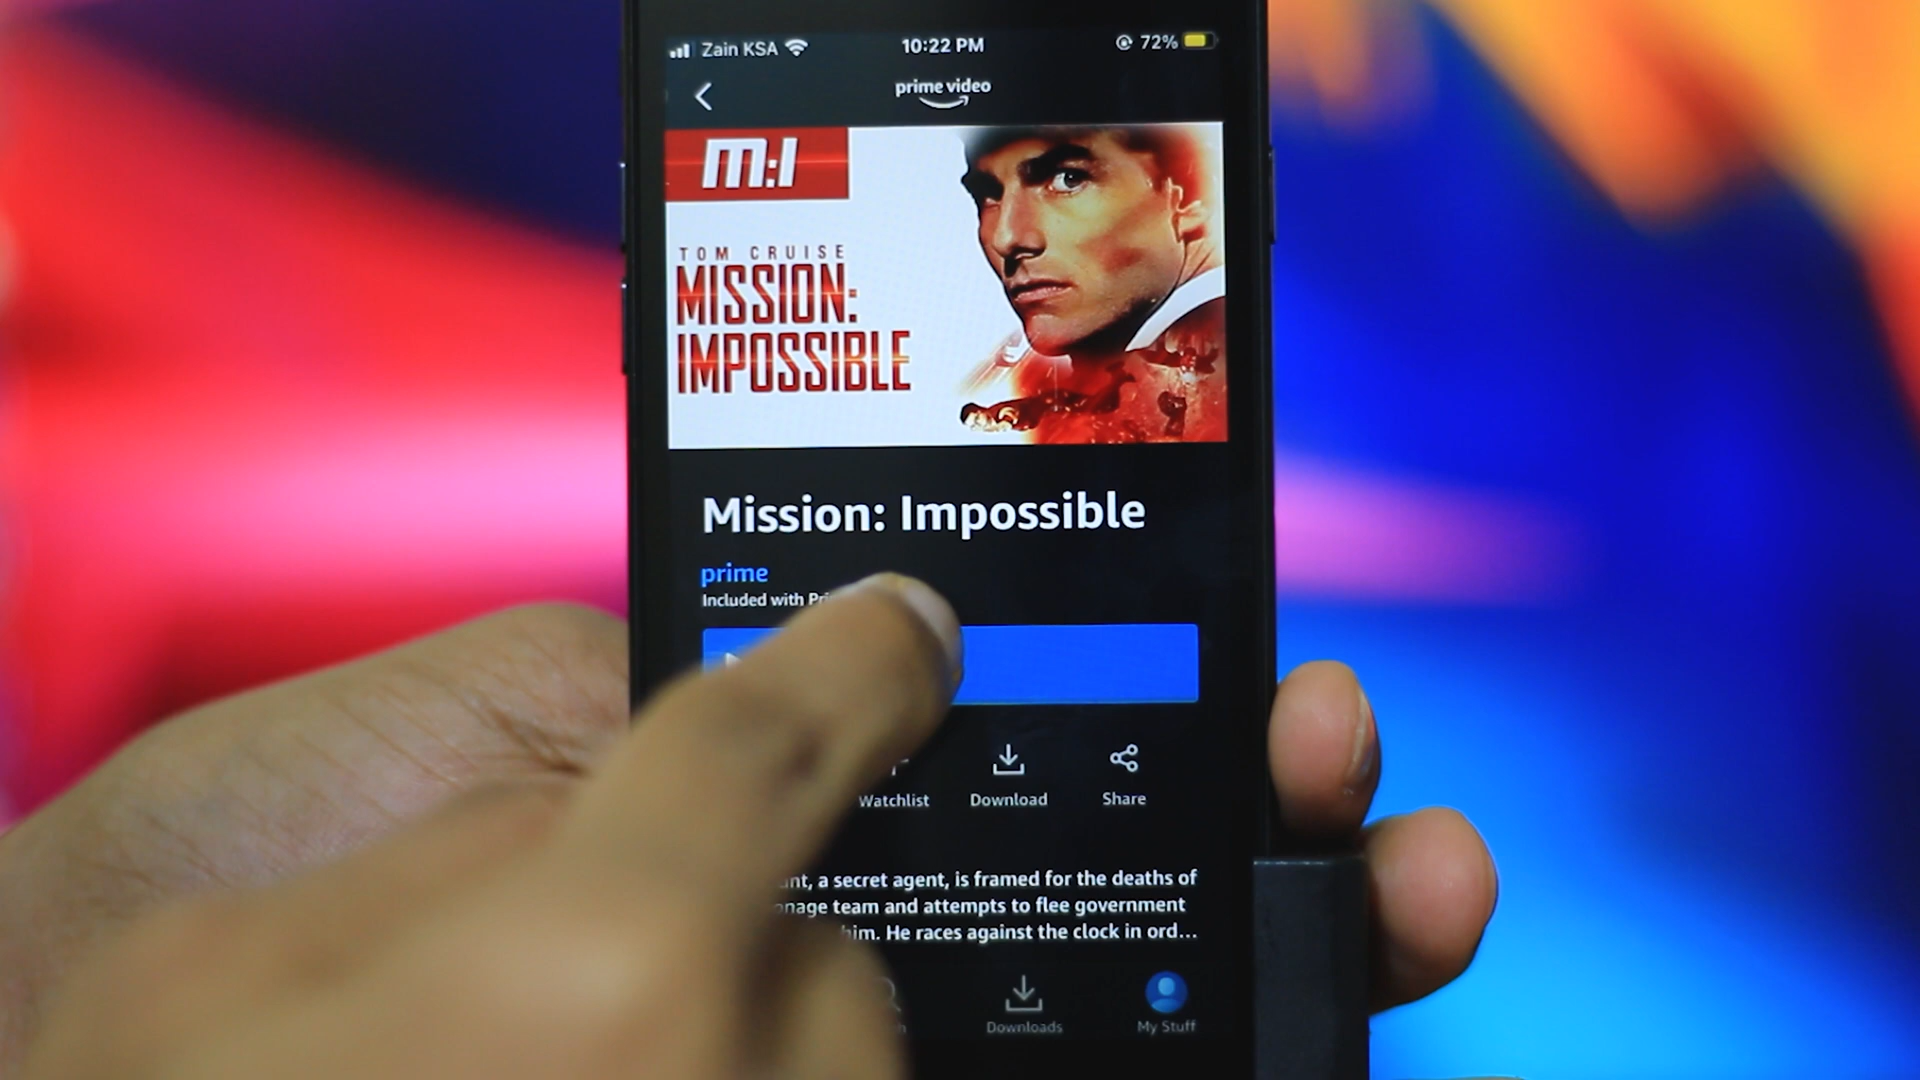 Zain KSA
10:22 PM
72%
prime video
M:I
TOM CRUISE
MISSION:
IMPOSSIBLE
Mission: Impossible
prime
Included with
Watchlist
Download
Share
a secret agent, is framed for the deaths of
team and attempts to flee government
him. He races against the clock in ord...
Downloads
My Stuff